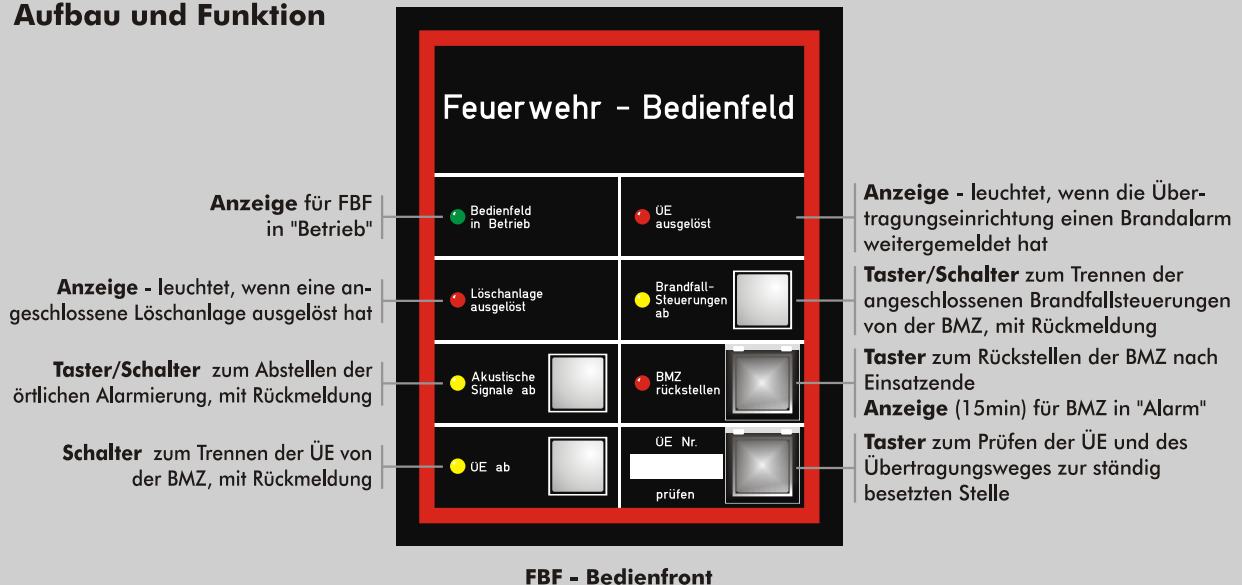 Aufbau und Funktion
Feuerwehr - Bedienfeld
Anzeige für FBF
in "Betrieb"
Bedienfeld
in Betrieb
ÜE
ausgelöst
Anzeige - leuchtet, wenn die Über-
tragungseinrichtung einen Brandalarm
weitergemeldet hat
Anzeige - leuchtet, wenn eine an-
geschlossene Löschanlage ausgelöst hat
Löschanlage
ausgelöst
Brandfall-
Steuerungen
ab
Taster/Schalter zum Trennen der
angeschlossenen Brandfallsteuerungen
von der BMZ, mit Rückmeldung
Taster/Schalter zum Abstellen der
örtlichen Alarmierung, mit Rückmeldung
Akustische
Signale ab
BMZ
rückstellen
Taster zum Rückstellen der BMZ nach
Einsatzende
Anzeige (15min) für BMZ in "Alarm"
Schalter zum Trennen der ÜE von
der BMZ, mit Rückmeldung
ÜE ab
ÜE Nr.
prüfen
Taster zum Prüfen der ÜE und des
Übertragungsweges zur ständig
besetzten Stelle
FBF - Bedienfront